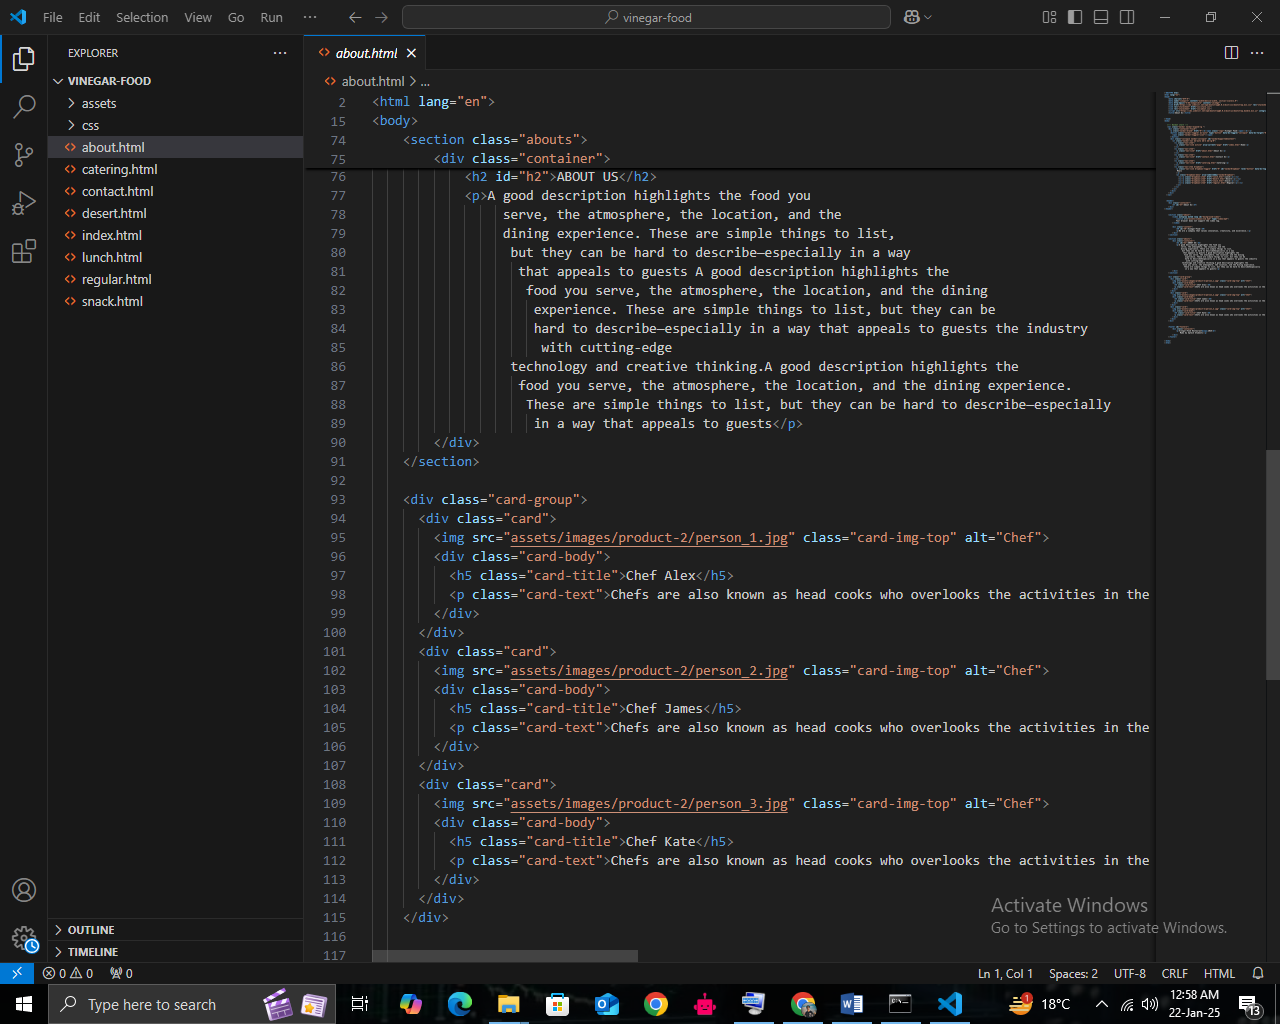 File Edit Selection View Go Run ··· vinegar-food
EXPLORER ···
VINEGAR-FOOD
assets
css
about.html
catering.html
contact.html
desert.html
index.html
lunch.html
regular.html
snack.html
OUTLINE
TIMELINE
about.html
about.html > ...
2 <html lang="en">
15 <body>
74 <section class="abouts">
75 <div class="container">
76 <h2 id="h2">ABOUT US</h2>
77 <p>A good description highlights the food you
78 serve, the atmosphere, the location, and the
79 dining experience. These are simple things to list,
80 but they can be hard to describe—especially in a way
81 that appeals to guests A good description highlights the
82 food you serve, the atmosphere, the location, and the dining
83 experience. These are simple things to list, but they can be
84 hard to describe—especially in a way that appeals to guests the industry
85 with cutting-edge
86 technology and creative thinking.A good description highlights the
87 food you serve, the atmosphere, the location, and the dining experience.
88 These are simple things to list, but they can be hard to describe—especially
89 in a way that appeals to guests</p>
90 </div>
91 </section>
92
93 <div class="card-group">
94 <div class="card">
95 <img src="assets/images/product-2/person_1.jpg" class="card-img-top" alt="Chef">
96 <div class="card-body">
97 <h5 class="card-title">Chef Alex</h5>
98 <p class="card-text">Chefs are also known as head cooks who overlooks the activities in the
99 </div>
100 </div>
101 <div class="card">
102 <img src="assets/images/product-2/person_2.jpg" class="card-img-top" alt="Chef">
103 <div class="card-body">
104 <h5 class="card-title">Chef James</h5>
105 <p class="card-text">Chefs are also known as head cooks who overlooks the activities in the
106 </div>
107 </div>
108 <div class="card">
109 <img src="assets/images/product-2/person_3.jpg" class="card-img-top" alt="Chef">
110 <div class="card-body">
111 <h5 class="card-title">Chef Kate</h5>
112 <p class="card-text">Chefs are also known as head cooks who overlooks the activities in the
113 </div>
114 </div>
115 </div>
116
117
Activate Windows
Go to Settings to activate Windows.
0 0 0 Ln 1, Col 1 Spaces: 2 UTF-8 CRLF HTML
Type here to search 1 18°C 12:58 AM
22-Jan-25 13